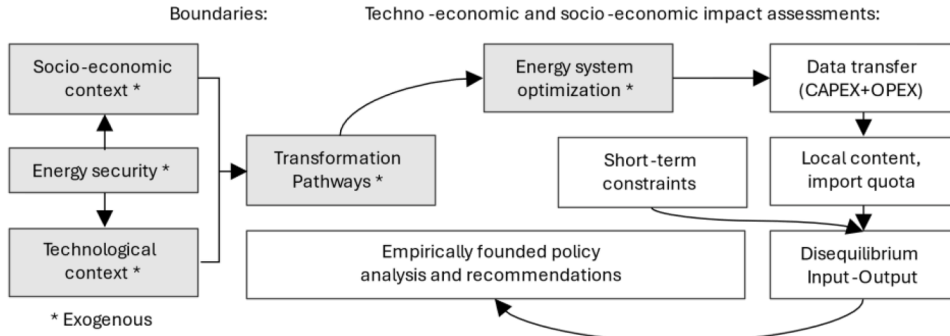 Boundaries:
Techno-economic and socio-economic impact assessments:
Socio-economic
context *
Energy security *
Technological
context *
* Exogenous
Transformation
Pathways *
Energy system
optimization *
Data transfer
(CAPEX+OPEX)
Short-term
constraints
Local content,
import quota
Disequilibrium
Input-Output
Empirically founded policy
analysis and recommendations